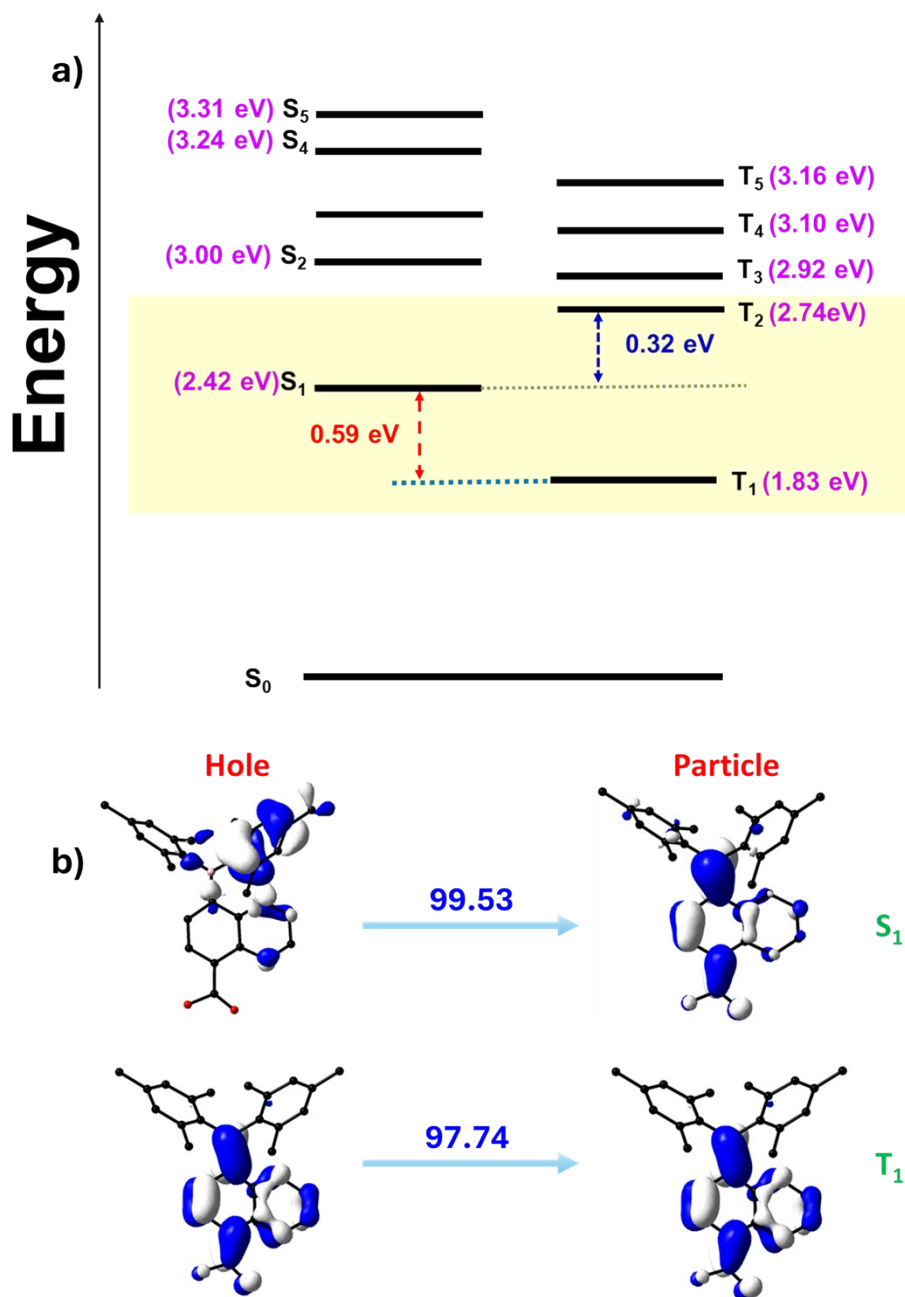 a)
Energy
(3.31 eV) S₅
(3.24 eV) S₄
T₅ (3.16 eV)
T₄ (3.10 eV)
(3.00 eV) S₂
T₃ (2.92 eV)
T₂ (2.74eV)
0.32 eV
(2.42 eV)S₁
0.59 eV
T₁ (1.83 eV)
S₀
Hole
Particle
b)
99.53
S₁
97.74
T₁